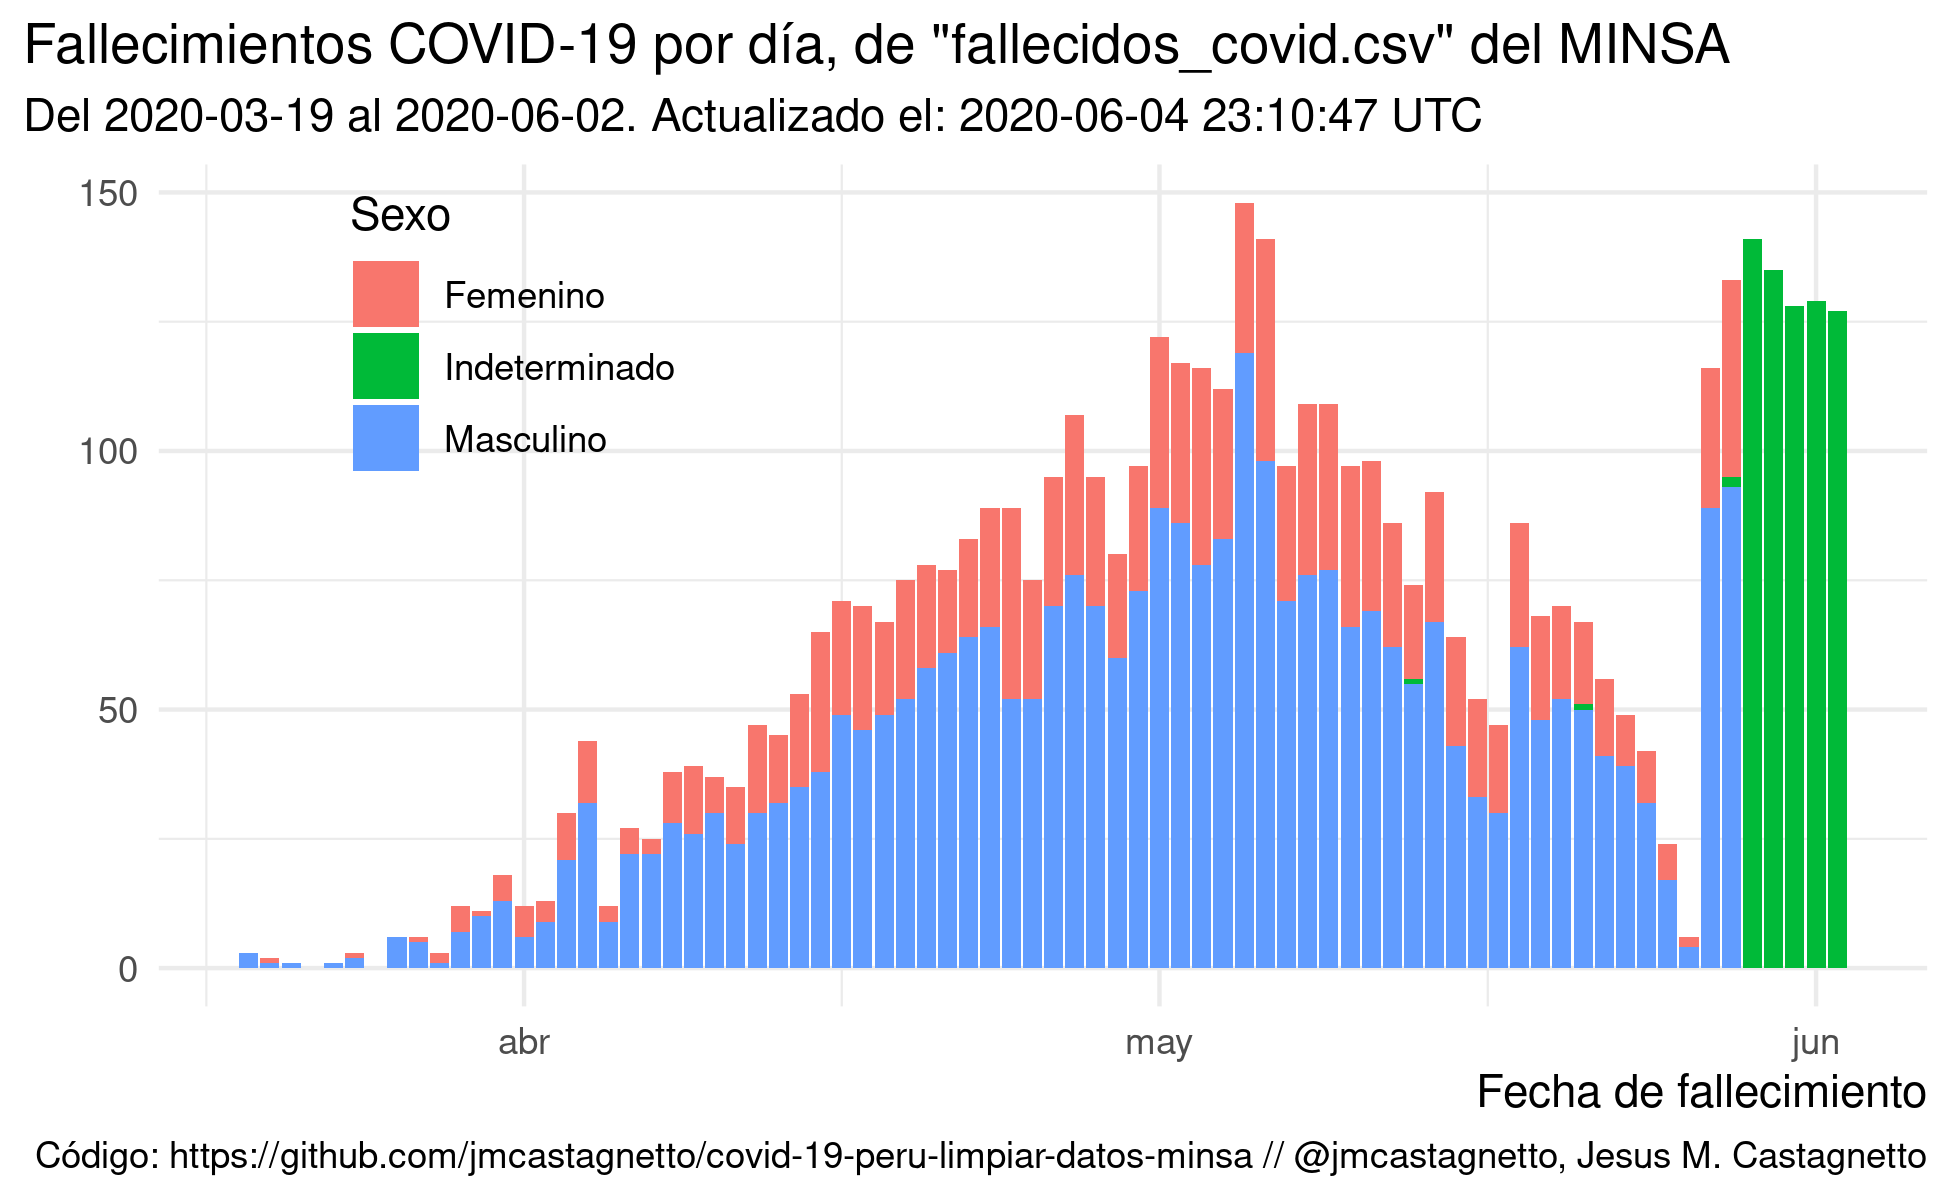 Fallecimientos COVID-19 por día, de "fallecidos_covid.csv" del MINSA
Del 2020-03-19 al 2020-06-02. Actualizado el: 2020-06-04 23:10:47 UTC
150
100
50
0
Sexo
Femenino
Indeterminado
Masculino
abr
may
jun
Fecha de fallecimiento
Código: https://github.com/jmcastagnetto/covid-19-peru-limpiar-datos-minsa // @jmcastagnetto, Jesus M. Castagnetto